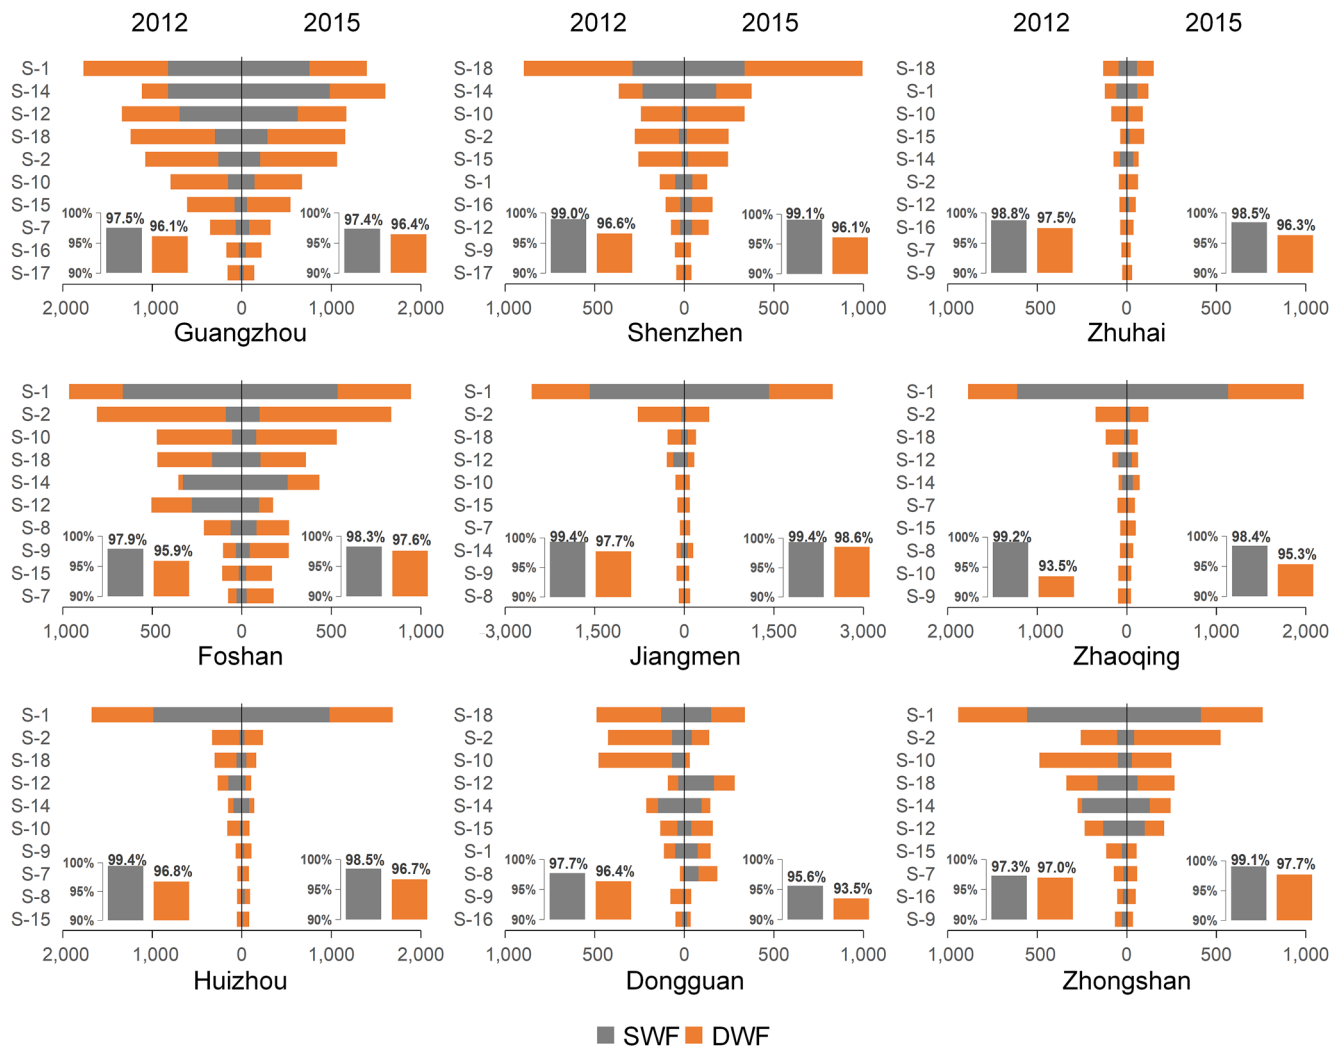 2012 2015 2012 2015 2012 2015
S-1 S-18 S-18
S-14 S-14 S-1
S-12 S-10 S-10
S-18 S-2 S-15
S-2 S-15 S-14
S-10 S-1 S-2
S-15 S-16 S-12
100% 97.5% 96.1% 100% 97.4% 96.4% 100% 99.0% 96.6% 100% 99.1% 96.1% 100% 98.8% 97.5% 100% 98.5% 96.3%
S-7 S-12 S-16
S-16 95% 95% S-9 95% 95% S-7 95% 95%
S-17 90% 90% S-17 90% 90% S-9 90% 90%
2,000 1,000 0 1,000 2,000 1,000 500 0 500 1,000 1,000 500 0 500 1,000
Guangzhou Shenzhen Zhuhai
S-1 S-1 S-1
S-2 S-2 S-2
S-10 S-18 S-18
S-18 S-12 S-12
S-14 S-10 S-14
S-12 S-15 S-7
S-8 S-7 S-15
100% 97.9% 95.9% 100% 98.3% 97.6% 100% 99.4% 97.7% 100% 99.4% 98.6% 100% 99.2% 93.5% 100% 98.4% 95.3%
S-9 S-14 S-8
S-15 95% 95% S-9 95% 95% S-10 95% 95%
S-7 90% 90% S-8 90% 90% S-9 90% 90%
1,000 500 0 500 1,000 -3,000 1,500 0 1,500 3,000 2,000 1,000 0 1,000 2,000
Foshan Jiangmen Zhaoqing
S-1 S-18 S-1
S-2 S-2 S-2
S-18 S-10 S-10
S-12 S-12 S-18
S-14 S-14 S-14
S-10 S-15 S-12
S-9 S-1 S-15
100% 99.4% 96.8% 100% 98.5% 96.7% 100% 97.7% 96.4% 100% 95.6% 93.5% 100% 97.3% 97.0% 100% 99.1% 97.7%
S-7 S-8 S-7
S-8 95% 95% S-9 95% 95% S-16 95% 95%
S-15 90% 90% S-16 90% 90% S-9 90% 90%
2,000 1,000 0 1,000 2,000 1,000 500 0 500 1,000 1,000 500 0 500 1,000
Huizhou Dongguan Zhongshan
SWF DWF